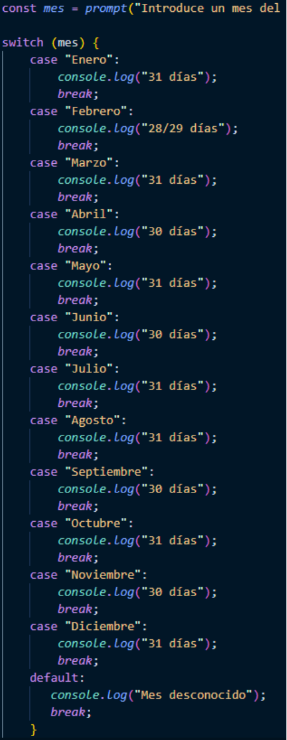 const mes = prompt("Introduce un mes del
switch (mes) {
case "Enero":
console.log("31 días");
break;
case "Febrero":
console.log("28/29 días");
break;
case "Marzo":
console.log("31 días");
break;
case "Abril":
console.log("30 días");
break;
case "Mayo":
console.log("31 días");
break;
case "Junio":
console.log("30 días");
break;
case "Julio":
console.log("31 días");
break;
case "Agosto":
console.log("31 días");
break;
case "Septiembre":
console.log("30 días");
break;
case "Octubre":
console.log("31 días");
break;
case "Noviembre":
console.log("30 días");
break;
case "Diciembre":
console.log("31 días");
break;
default:
console.log("Mes desconocido");
break;
}